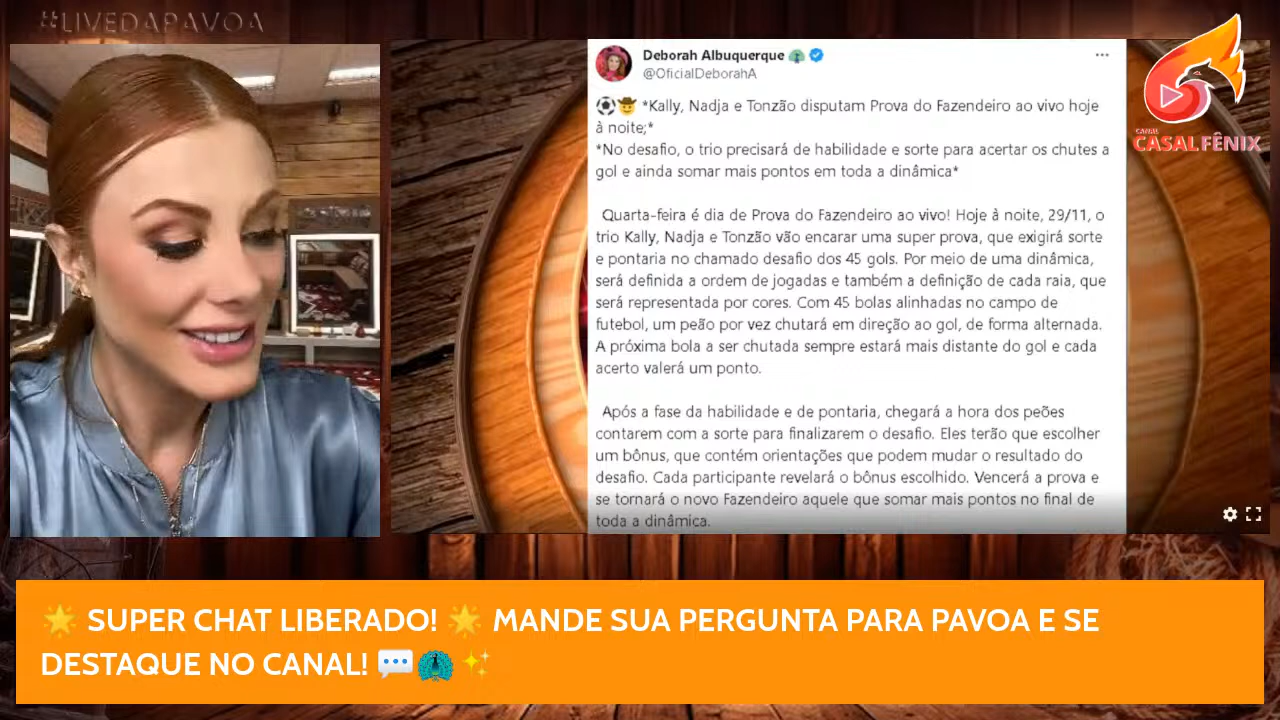 #LIVEDAPAVOA
Deborah Albuquerque 🦚
@OficialDeborahA
⚽🤠 *Kally, Nadja e Tonzão disputam Prova do Fazendeiro ao vivo hoje
à noite;*
*No desafio, o trio precisará de habilidade e sorte para acertar os chutes a
gol e ainda somar mais pontos em toda a dinâmica*
Quarta-feira é dia de Prova do Fazendeiro ao vivo! Hoje à noite, 29/11, o
trio Kally, Nadja e Tonzão vão encarar uma super prova, que exigirá sorte
e pontaria no chamado desafio dos 45 gols. Por meio de uma dinâmica,
será definida a ordem de jogadas e também a definição de cada raia, que
será representada por cores. Com 45 bolas alinhadas no campo de
futebol, um peão por vez chutará em direção ao gol, de forma alternada.
A próxima bola a ser chutada sempre estará mais distante do gol e cada
acerto valerá um ponto.
Após a fase da habilidade e de pontaria, chegará a hora dos peões
contarem com a sorte para finalizarem o desafio. Eles terão que escolher
um bônus, que contém orientações que podem mudar o resultado do
desafio. Cada participante revelará o bônus escolhido. Vencerá a prova e
se tornará o novo Fazendeiro aquele que somar mais pontos no final de
toda a dinâmica.
CANAL
CASAL FÊNIX
🌟 SUPER CHAT LIBERADO! 🌟 MANDE SUA PERGUNTA PARA PAVOA E SE
DESTAQUE NO CANAL! 💬🦚✨